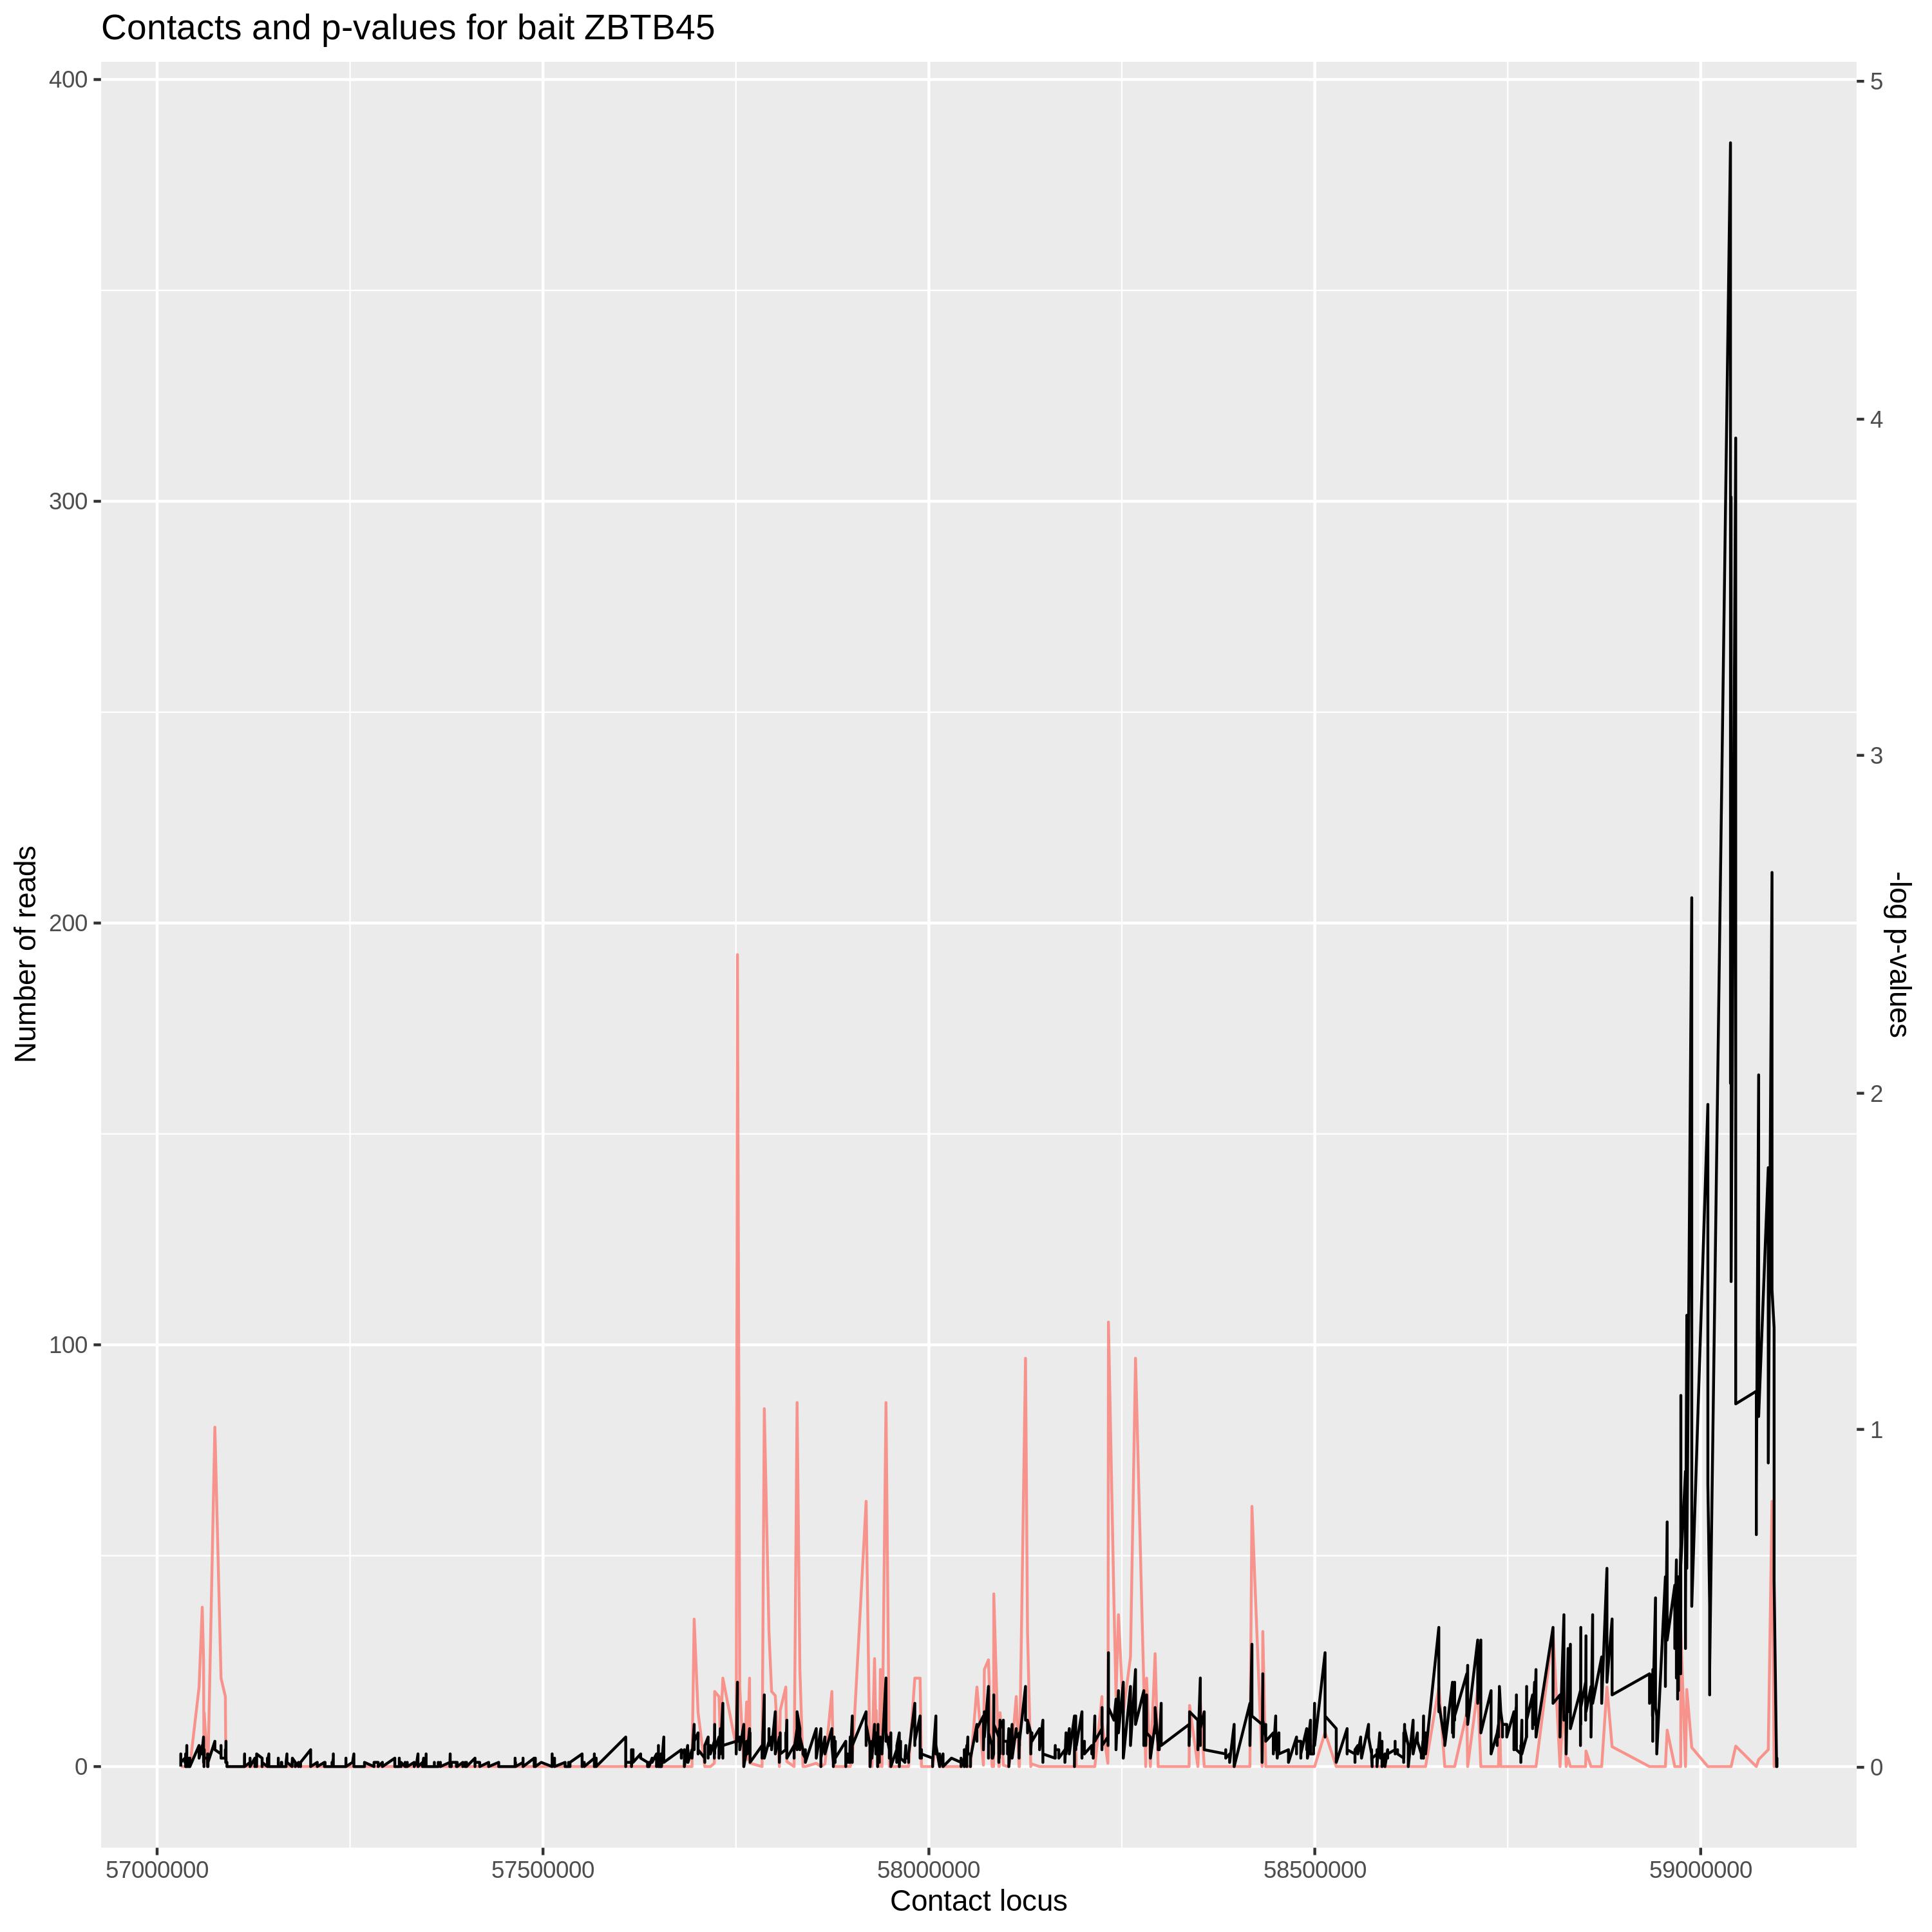 Contacts and p-values for bait ZBTB45
400
300
200
100
0
Number of reads
5
4
3
2
1
0
-log p-values
57000000 57500000 58000000 58500000 59000000
Contact locus